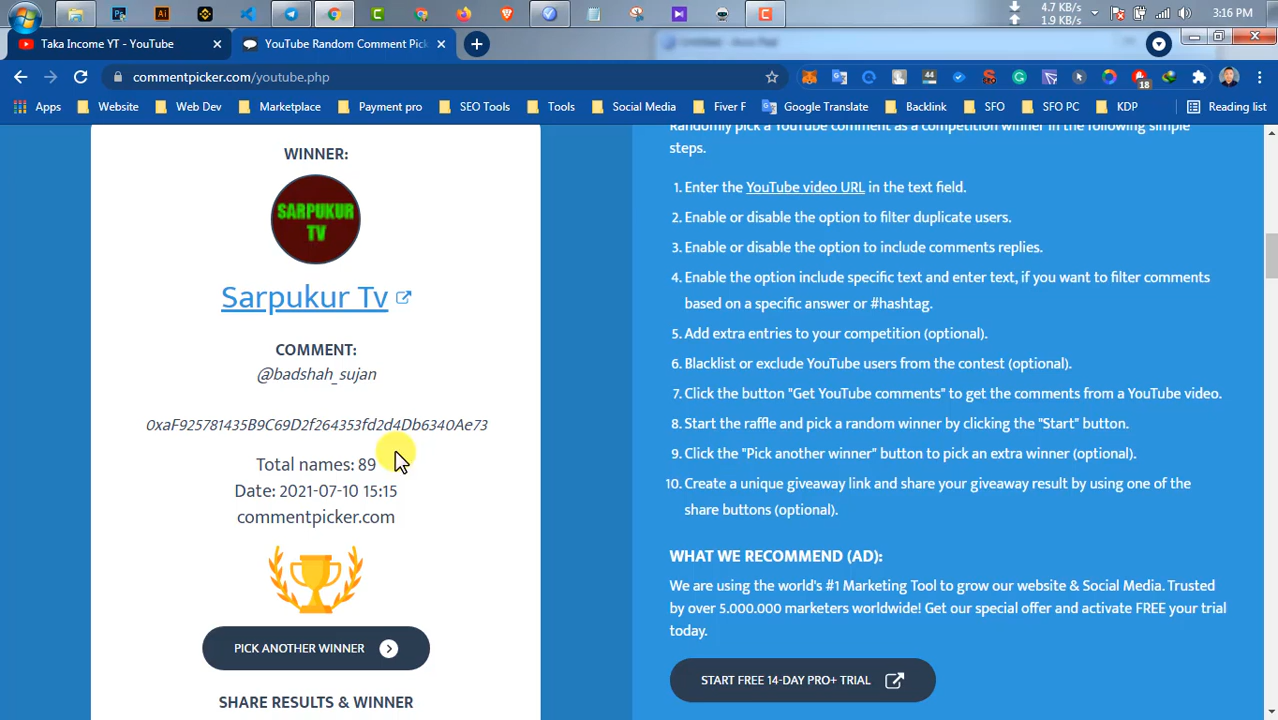 4.7 KB/s
1.9 KB/s
3:16 PM
Taka Income YT - YouTube
YouTube Random Comment Pick
commentpicker.com/youtube.php
44
18
Apps
Website
Web Dev
Marketplace
Payment pro
SEO Tools
Tools
Social Media
Fiver F
Google Translate
Backlink
SFO
SFO PC
KDP
Reading list
WINNER:
SARPUKUR
TV
Sarpukur Tv
COMMENT:
@badshah_sujan
0xaF925781435B9C69D2f264353fd2d4Db6340Ae73
Total names: 89
Date: 2021-07-10 15:15
commentpicker.com
PICK ANOTHER WINNER
SHARE RESULTS & WINNER
Randomly pick a YouTube comment as a competition winner in the following simple
steps.
1. Enter the YouTube video URL in the text field.
2. Enable or disable the option to filter duplicate users.
3. Enable or disable the option to include comments replies.
4. Enable the option include specific text and enter text, if you want to filter comments
based on a specific answer or #hashtag.
5. Add extra entries to your competition (optional).
6. Blacklist or exclude YouTube users from the contest (optional).
7. Click the button "Get YouTube comments" to get the comments from a YouTube video.
8. Start the raffle and pick a random winner by clicking the "Start" button.
9. Click the "Pick another winner" button to pick an extra winner (optional).
10. Create a unique giveaway link and share your giveaway result by using one of the
share buttons (optional).
WHAT WE RECOMMEND (AD):
We are using the world's #1 Marketing Tool to grow our website & Social Media. Trusted
by over 5.000.000 marketers worldwide! Get our special offer and activate FREE your trial
today.
START FREE 14-DAY PRO+ TRIAL